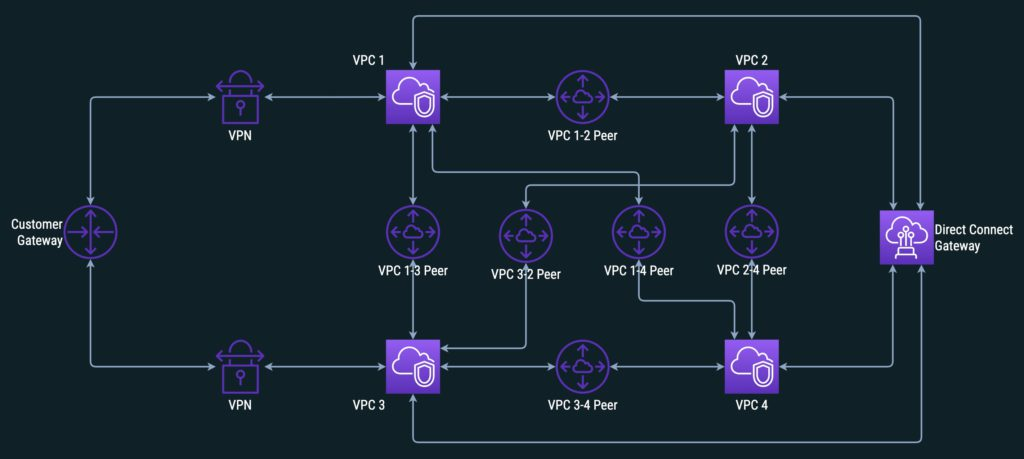 VPC 1
VPC 2
VPN
VPC 1-2 Peer
Customer
Gateway
Direct Connect
Gateway
VPC 1-3 Peer
VPC 3-2 Peer
VPC 1-4 Peer
VPC 2-4 Peer
VPN
VPC 3
VPC 3-4 Peer
VPC 4